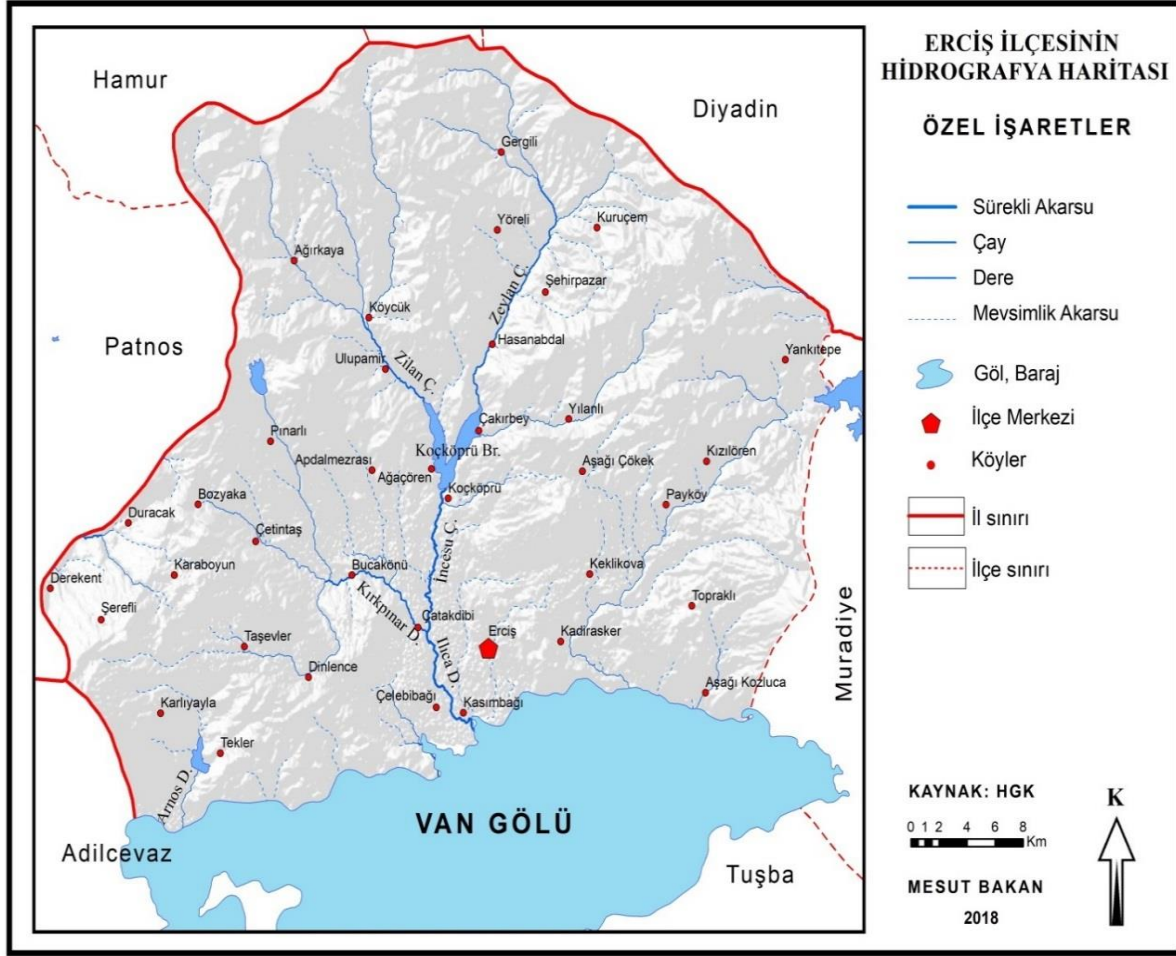 ERCİŞ İLÇESİNİN
HİDROGRAFYA HARİTASI
ÖZEL İŞARETLER
Sürekli Akarsu
Çay
Dere
Mevsimlik Akarsu
Göl, Baraj
İlçe Merkezi
Köyler
İl sınırı
İlçe sınırı
KAYNAK: HGK
0 1 2 4 6 8
Km
MESUT BAKAN
2018
K
Hamur
Diyadin
Gergili
Yöreli
Kuruçem
Ağırkaya
Şehirpazar
Zeylan Ç.
Köycük
Hasanabdal
Patnos
Ulupamir
Zilan Ç.
Yankıtepe
Çakırbey
Yılanlı
Pınarlı
Koçköprü Br.
Apdalmezrası
Ağaçören
Aşağı Çökek
Kızılören
Koçköprü
Bozyaka
Payköy
Duracak
Çetintaş
İncesu Ç.
Derekent
Karaboyun
Bucakönü
Keklikova
Şerefli
Kırkpınar D.
Topraklı
Çatakdibi
Erciş
Kadirasker
Taşevler
Ilıca D.
Dinlence
Muradiye
Çelebibağı
Kasımbağı
Aşağı Kozluca
Karlıyayla
Tekler
Arnos D.
VAN GÖLÜ
Adilcevaz
Tuşba